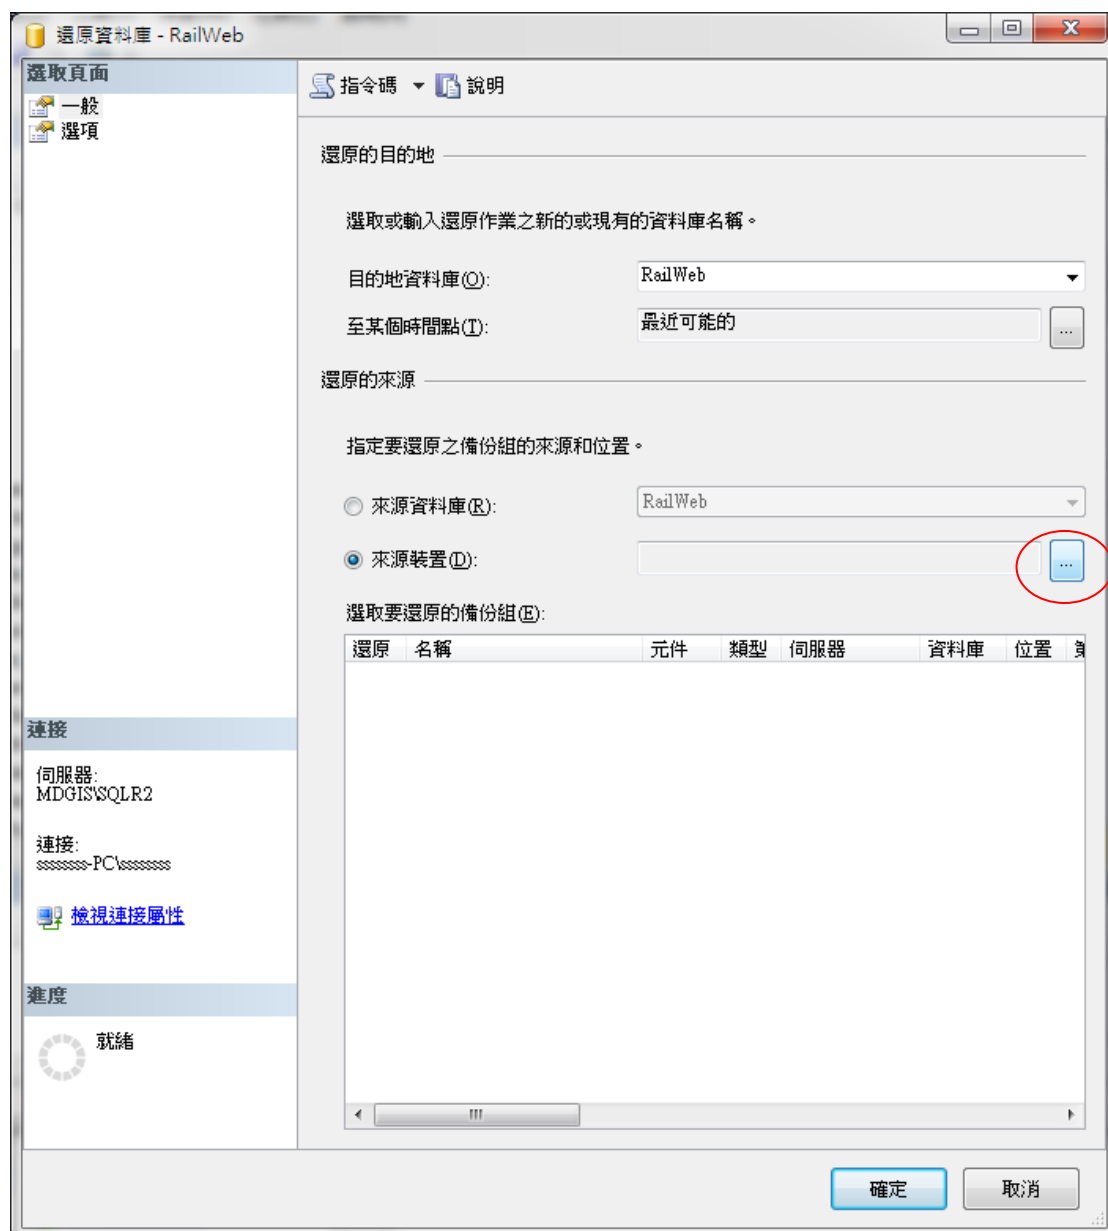 還原資料庫 - RailWeb
選取頁面
一般
選項
指令碼 說明
還原的目的地
選取或輸入還原作業之新的或現有的資料庫名稱。
目的地資料庫(O): RailWeb
至某個時間點(T): 最近可能的 ...
還原的來源
指定要還原之備份組的來源和位置。
來源資料庫(R): RailWeb
來源裝置(D): ...
選取要還原的備份組(E):
還原 名稱 元件 類型 伺服器 資料庫 位置
連接
伺服器:
MDGIS\SQLR2
連接:
ssssssss-PC\ssssssss
檢視連接屬性
進度
就緒
確定 取消